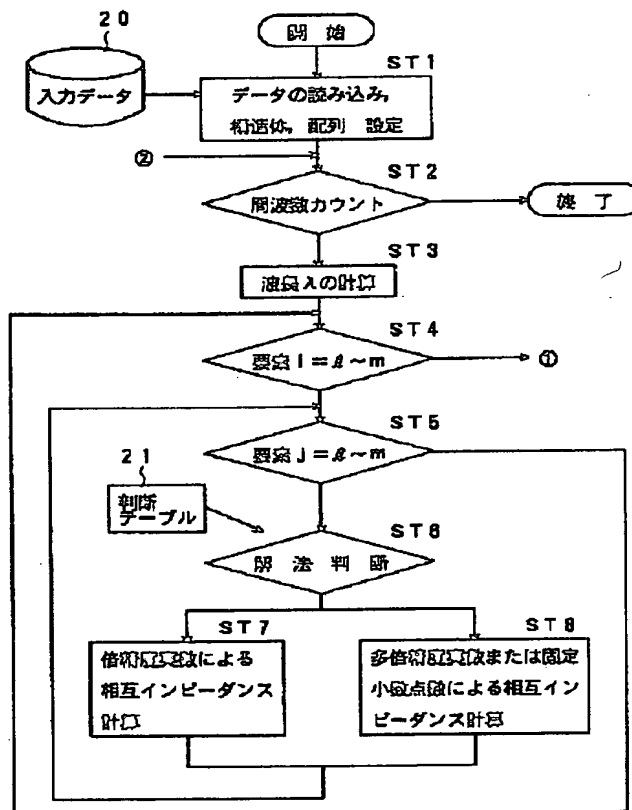 20
開始
入力データ
ST1
データの読み込み,
構造体, 配列 設定
②
ST2
周波数カウント
終了
ST3
波長λの計算
ST4
要素 i = ℓ ~ m
①
ST5
要素 j = ℓ ~ m
21
判断
テーブル
ST6
解法判断
ST7
倍精度実数による
相互インピーダンス
計算
ST8
多倍精度実数または固定
小数点数による相互イン
ピーダンス計算